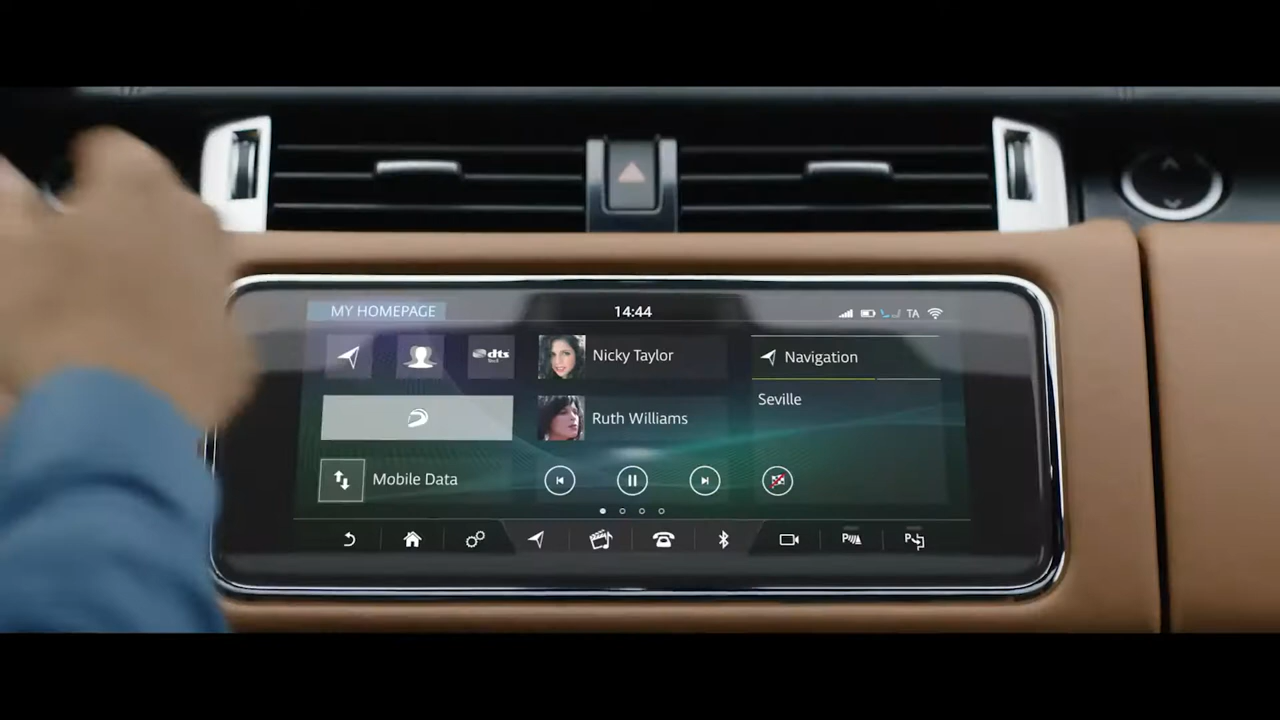 MY HOMEPAGE
14:44
TA
dts
Nicky Taylor
Navigation
Ruth Williams
Seville
Mobile Data
P
P